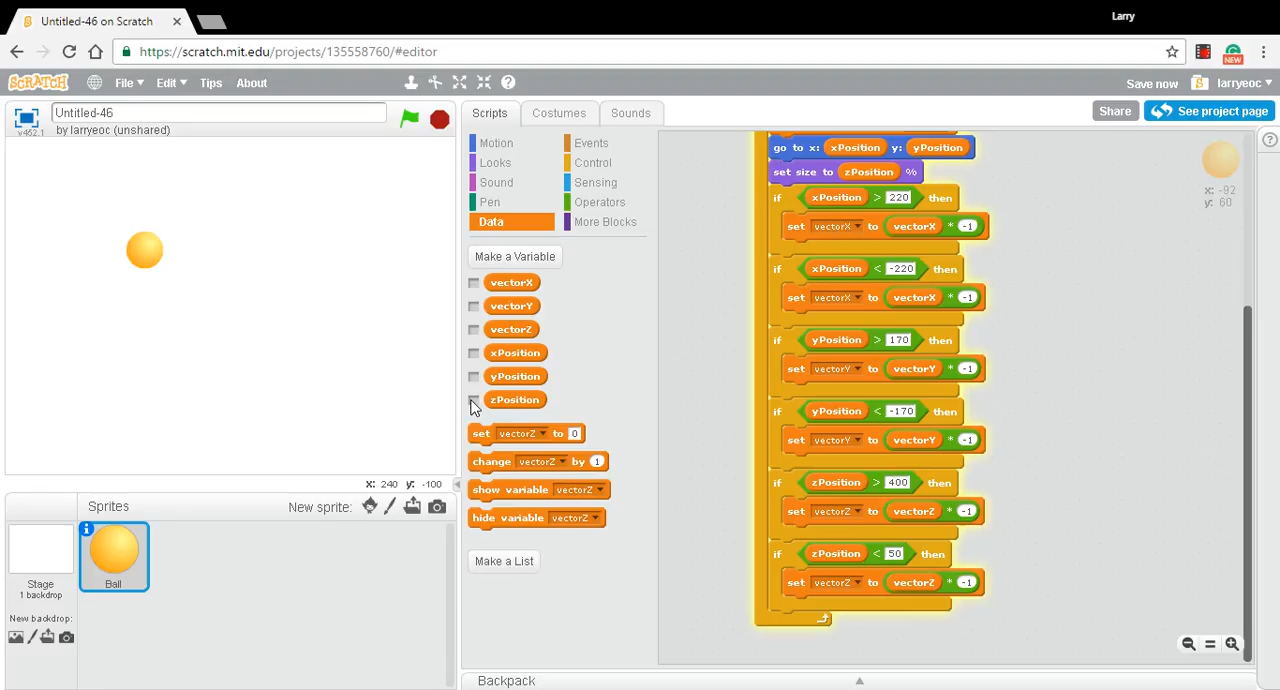 Untitled-46 on Scratch
Larry
https://scratch.mit.edu/projects/135558760/#editor
NEW
SCRATCH
File
Edit
Tips
About
Save now
larryeoc
Untitled-46
by larryeoc (unshared)
v452.1
Scripts
Costumes
Sounds
Share
See project page
Motion
Looks
Sound
Pen
Data
Events
Control
Sensing
Operators
More Blocks
Make a Variable
vectorX
vectorY
vectorZ
xPosition
yPosition
zPosition
set vectorZ to 0
change vectorZ by 1
show variable vectorZ
hide variable vectorZ
Make a List
go to x: xPosition y: yPosition
set size to zPosition %
if xPosition > 220 then
set vectorX to vectorX * -1
if xPosition < -220 then
set vectorX to vectorX * -1
if yPosition > 170 then
set vectorY to vectorY * -1
if yPosition < -170 then
set vectorY to vectorY * -1
if zPosition > 400 then
set vectorZ to vectorZ * -1
if zPosition < 50 then
set vectorZ to vectorZ * -1
x: -92
y: 60
x: 240 y: -100
Sprites
New sprite:
Stage
1 backdrop
New backdrop:
Ball
Backpack